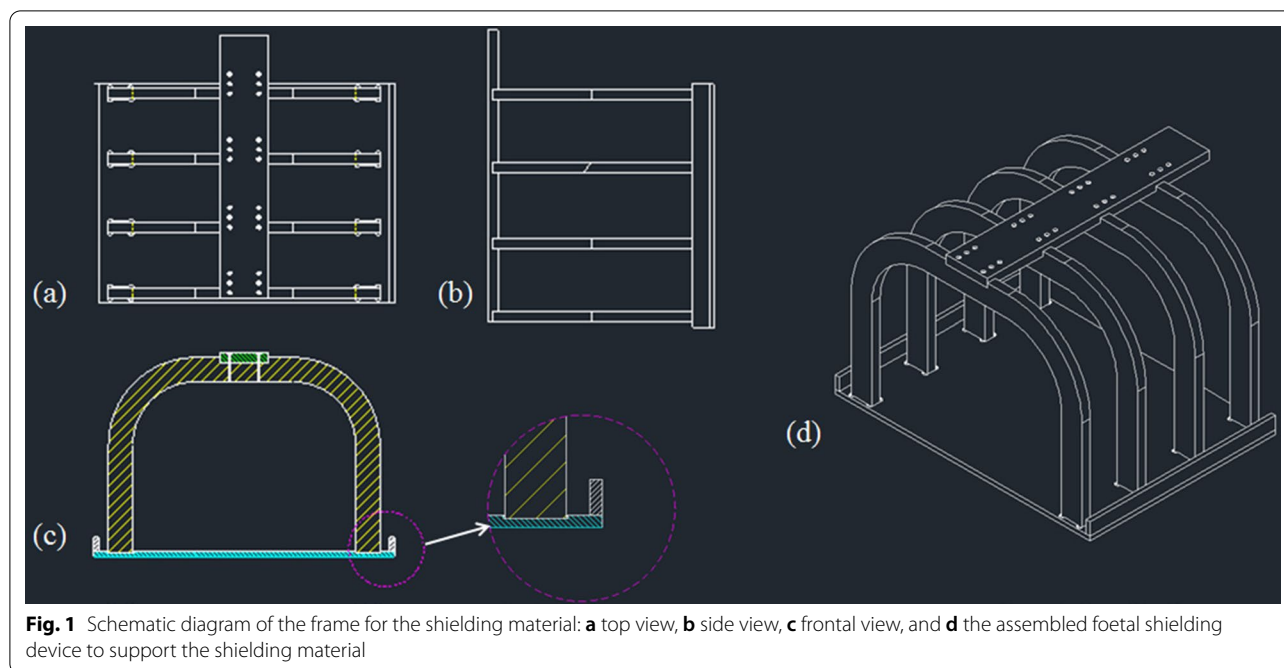 (a)
(b)
(c)
(d)
Fig. 1 Schematic diagram of the frame for the shielding material: a top view, b side view, c frontal view, and d the assembled foetal shielding
device to support the shielding material